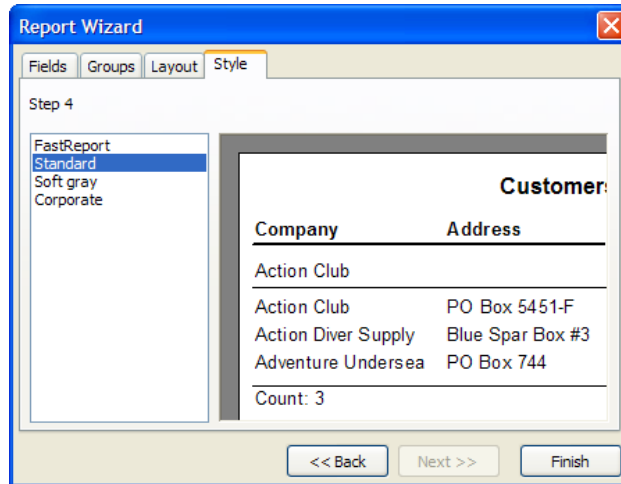 Report Wizard
Fields Groups Layout Style
Step 4
FastReport
Standard
Soft gray
Corporate
Customers
Company Address
Action Club
Action Club PO Box 5451-F
Action Diver Supply Blue Spar Box #3
Adventure Undersea PO Box 744
Count: 3
<< Back Next >> Finish